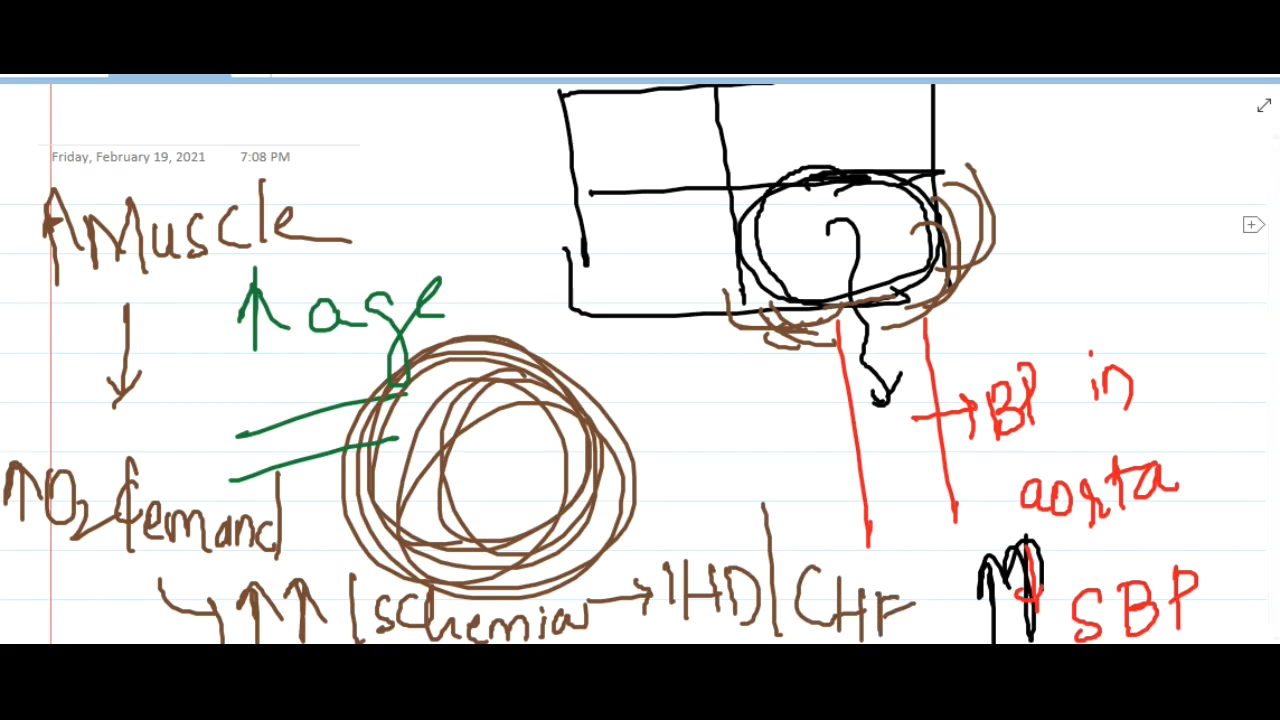 Friday, February 19, 2021 7:08 PM
↑Muscle
↑ age
↓
→ BP in
aorta
↑O2 demand
↑↑ Ischemia → IHD/CHF
↑ SBP